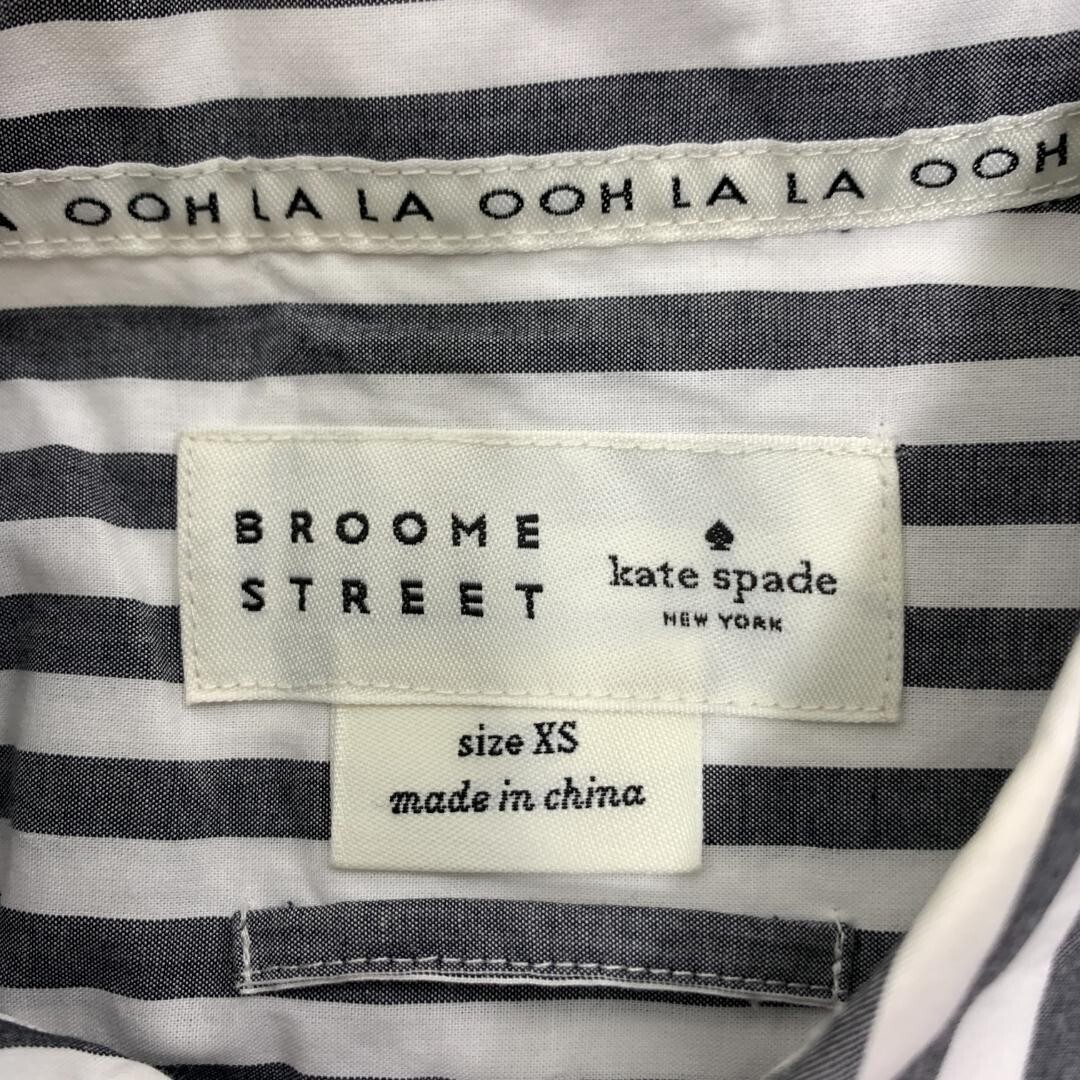 A OOH LA LA OOH LA LA OOH
BROOME
STREET
kate spade
NEW YORK
size XS
made in china